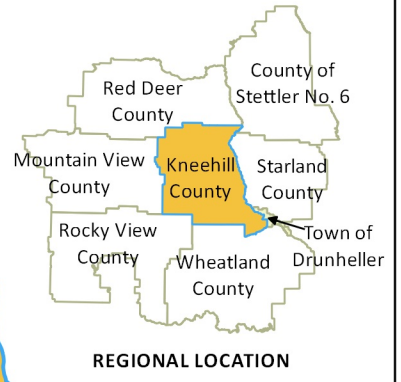 County of
Stettler No. 6
Red Deer
County
Mountain View
County
Kneehill
County
Starland
County
Town of
Drunheller
Rocky View
County
Wheatland
County
REGIONAL LOCATION